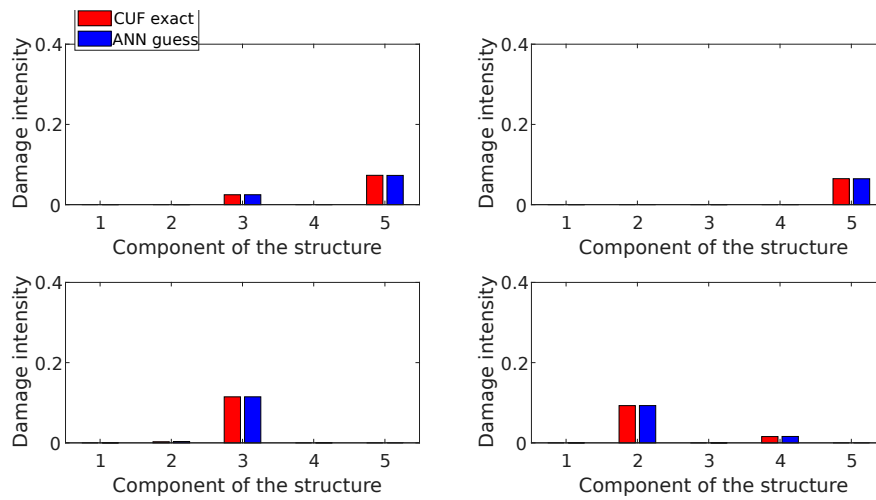 CUF exact
ANN guess
Damage intensity
0.4
0.2
0
1 2 3 4 5
Component of the structure
Damage intensity
0.4
0.2
0
1 2 3 4 5
Component of the structure
Damage intensity
0.4
0.2
0
1 2 3 4 5
Component of the structure
Damage intensity
0.4
0.2
0
1 2 3 4 5
Component of the structure